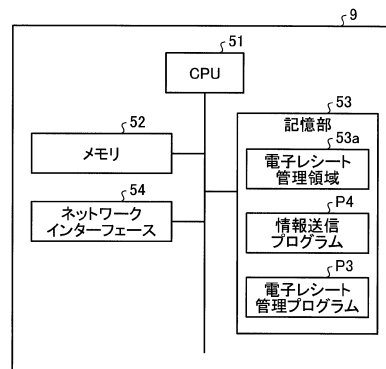 9
51
CPU
52
メモリ
54
ネットワーク
インターフェース
53
記憶部
53a
電子レシート
管理領域
P4
情報送信
プログラム
P3
電子レシート
管理プログラム